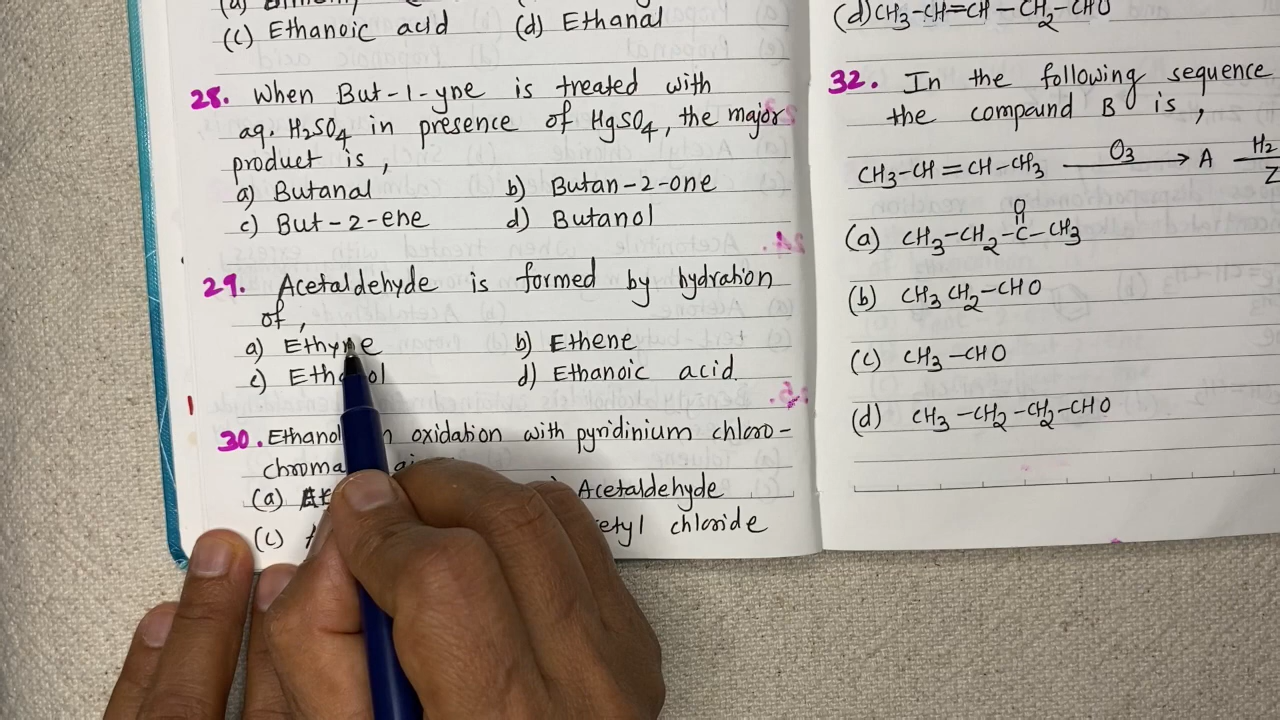 (c) Ethanoic acid (d) Ethanal
28. When But-1-yne is treated with
aq. H₂SO₄ in presence of HgSO₄, the major
product is,
a) Butanal b) Butan-2-one
c) But-2-ene d) Butanol
29. Acetaldehyde is formed by hydration
of,
a) Ethyne b) Ethene
c) d) Ethanoic acid.
30. Ethanol oxidation with pyridinium chloro-
(a) Acetaldehyde
(c) chloride
(d) CH₃-CH=CH-CH₂-CHO
32. In the following sequence
the compound B is,
CH₃-CH=CH-CH₃ O₃→ A H₂
Z
(a) CH₃-CH₂-C-CH₃
O
(b) CH₃CH₂-CHO
(c) CH₃-CHO
(d) CH₃-CH₂-CH₂-CHO